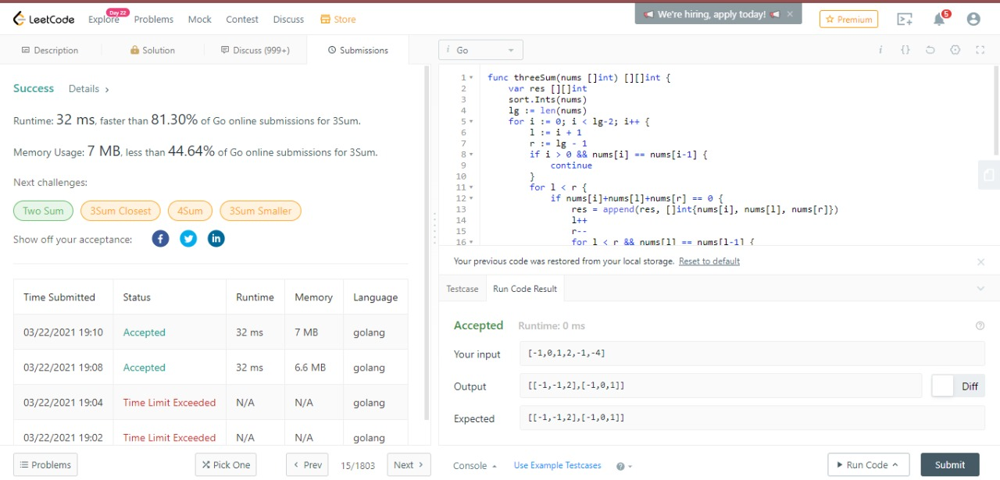 LeetCode
Explore
Day 22
Problems
Mock
Contest
Discuss
Store
We're hiring, apply today!
Premium
5
Description
Solution
Discuss (999+)
Submissions
i Go
Success Details >
Runtime: 32 ms, faster than 81.30% of Go online submissions for 3Sum.
Memory Usage: 7 MB, less than 44.64% of Go online submissions for 3Sum.
Next challenges:
Two Sum 3Sum Closest 4Sum 3Sum Smaller
Show off your acceptance:
Time Submitted Status Runtime Memory Language
03/22/2021 19:10 Accepted 32 ms 7 MB golang
03/22/2021 19:08 Accepted 32 ms 6.6 MB golang
03/22/2021 19:04 Time Limit Exceeded N/A N/A golang
03/22/2021 19:02 Time Limit Exceeded N/A N/A golang
Problems
Pick One
< Prev
15/1803
Next >
1 func threeSum(nums []int) [][]int {
2 var res [][]int
3 sort.Ints(nums)
4 lg := len(nums)
5 for i := 0; i < lg-2; i++ {
6 l := i + 1
7 r := lg - 1
8 if i > 0 && nums[i] == nums[i-1] {
9 continue
10 }
11 for l < r {
12 if nums[i]+nums[l]+nums[r] == 0 {
13 res = append(res, []int{nums[i], nums[l], nums[r]})
14 l++
15 r--
16 for l < r && nums[l] == nums[l-1] {
Your previous code was restored from your local storage. Reset to default
Testcase
Run Code Result
Accepted Runtime: 0 ms
Your input [-1,0,1,2,-1,-4]
Output [[-1,-1,2],[-1,0,1]]
Diff
Expected [[-1,-1,2],[-1,0,1]]
Console
Use Example Testcases
Run Code
Submit